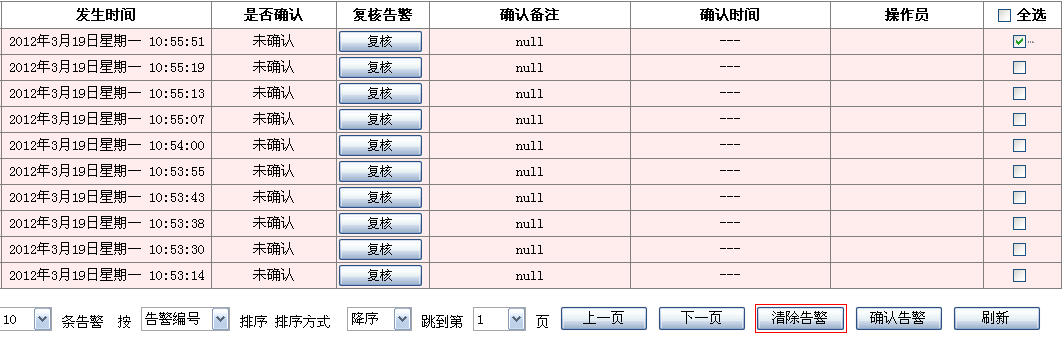 发生时间 是否确认 复核告警 确认备注 确认时间 操作员 全选
2012年3月19日星期一 10:55:51 未确认 复核 null ---
2012年3月19日星期一 10:55:19 未确认 复核 null ---
2012年3月19日星期一 10:55:13 未确认 复核 null ---
2012年3月19日星期一 10:55:07 未确认 复核 null ---
2012年3月19日星期一 10:54:00 未确认 复核 null ---
2012年3月19日星期一 10:53:55 未确认 复核 null ---
2012年3月19日星期一 10:53:43 未确认 复核 null ---
2012年3月19日星期一 10:53:38 未确认 复核 null ---
2012年3月19日星期一 10:53:30 未确认 复核 null ---
2012年3月19日星期一 10:53:14 未确认 复核 null ---
10 条告警 按 告警编号 排序 排序方式 降序 跳到第 1 页 上一页 下一页 清除告警 确认告警 刷新